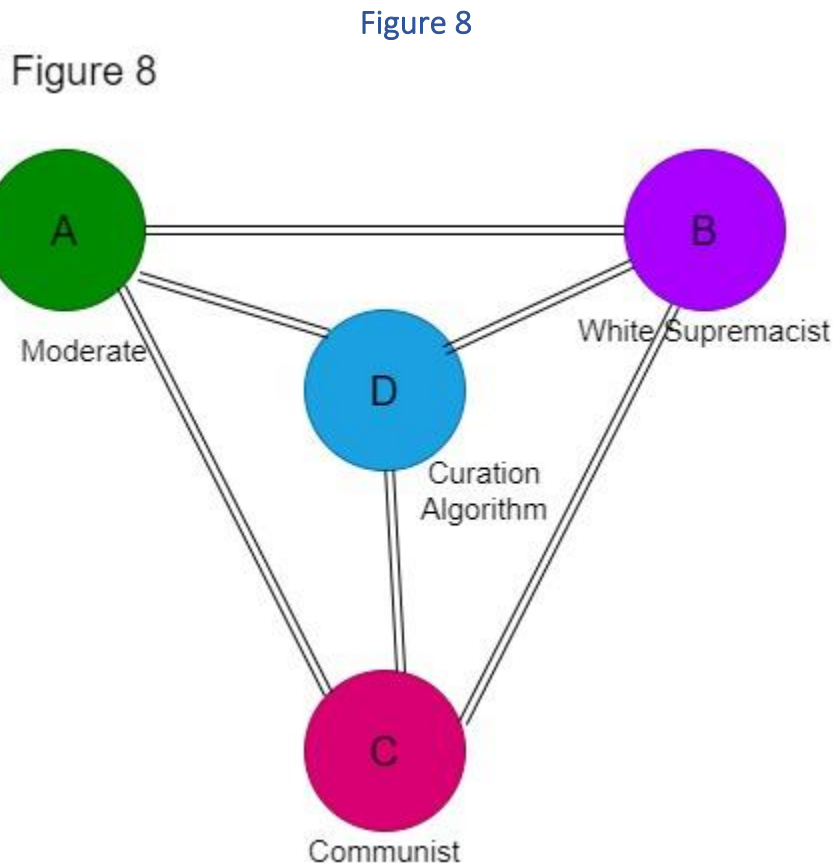 Figure 8
Figure 8
A
B
White Supremacist
Moderate
D
Curation
Algorithm
C
Communist